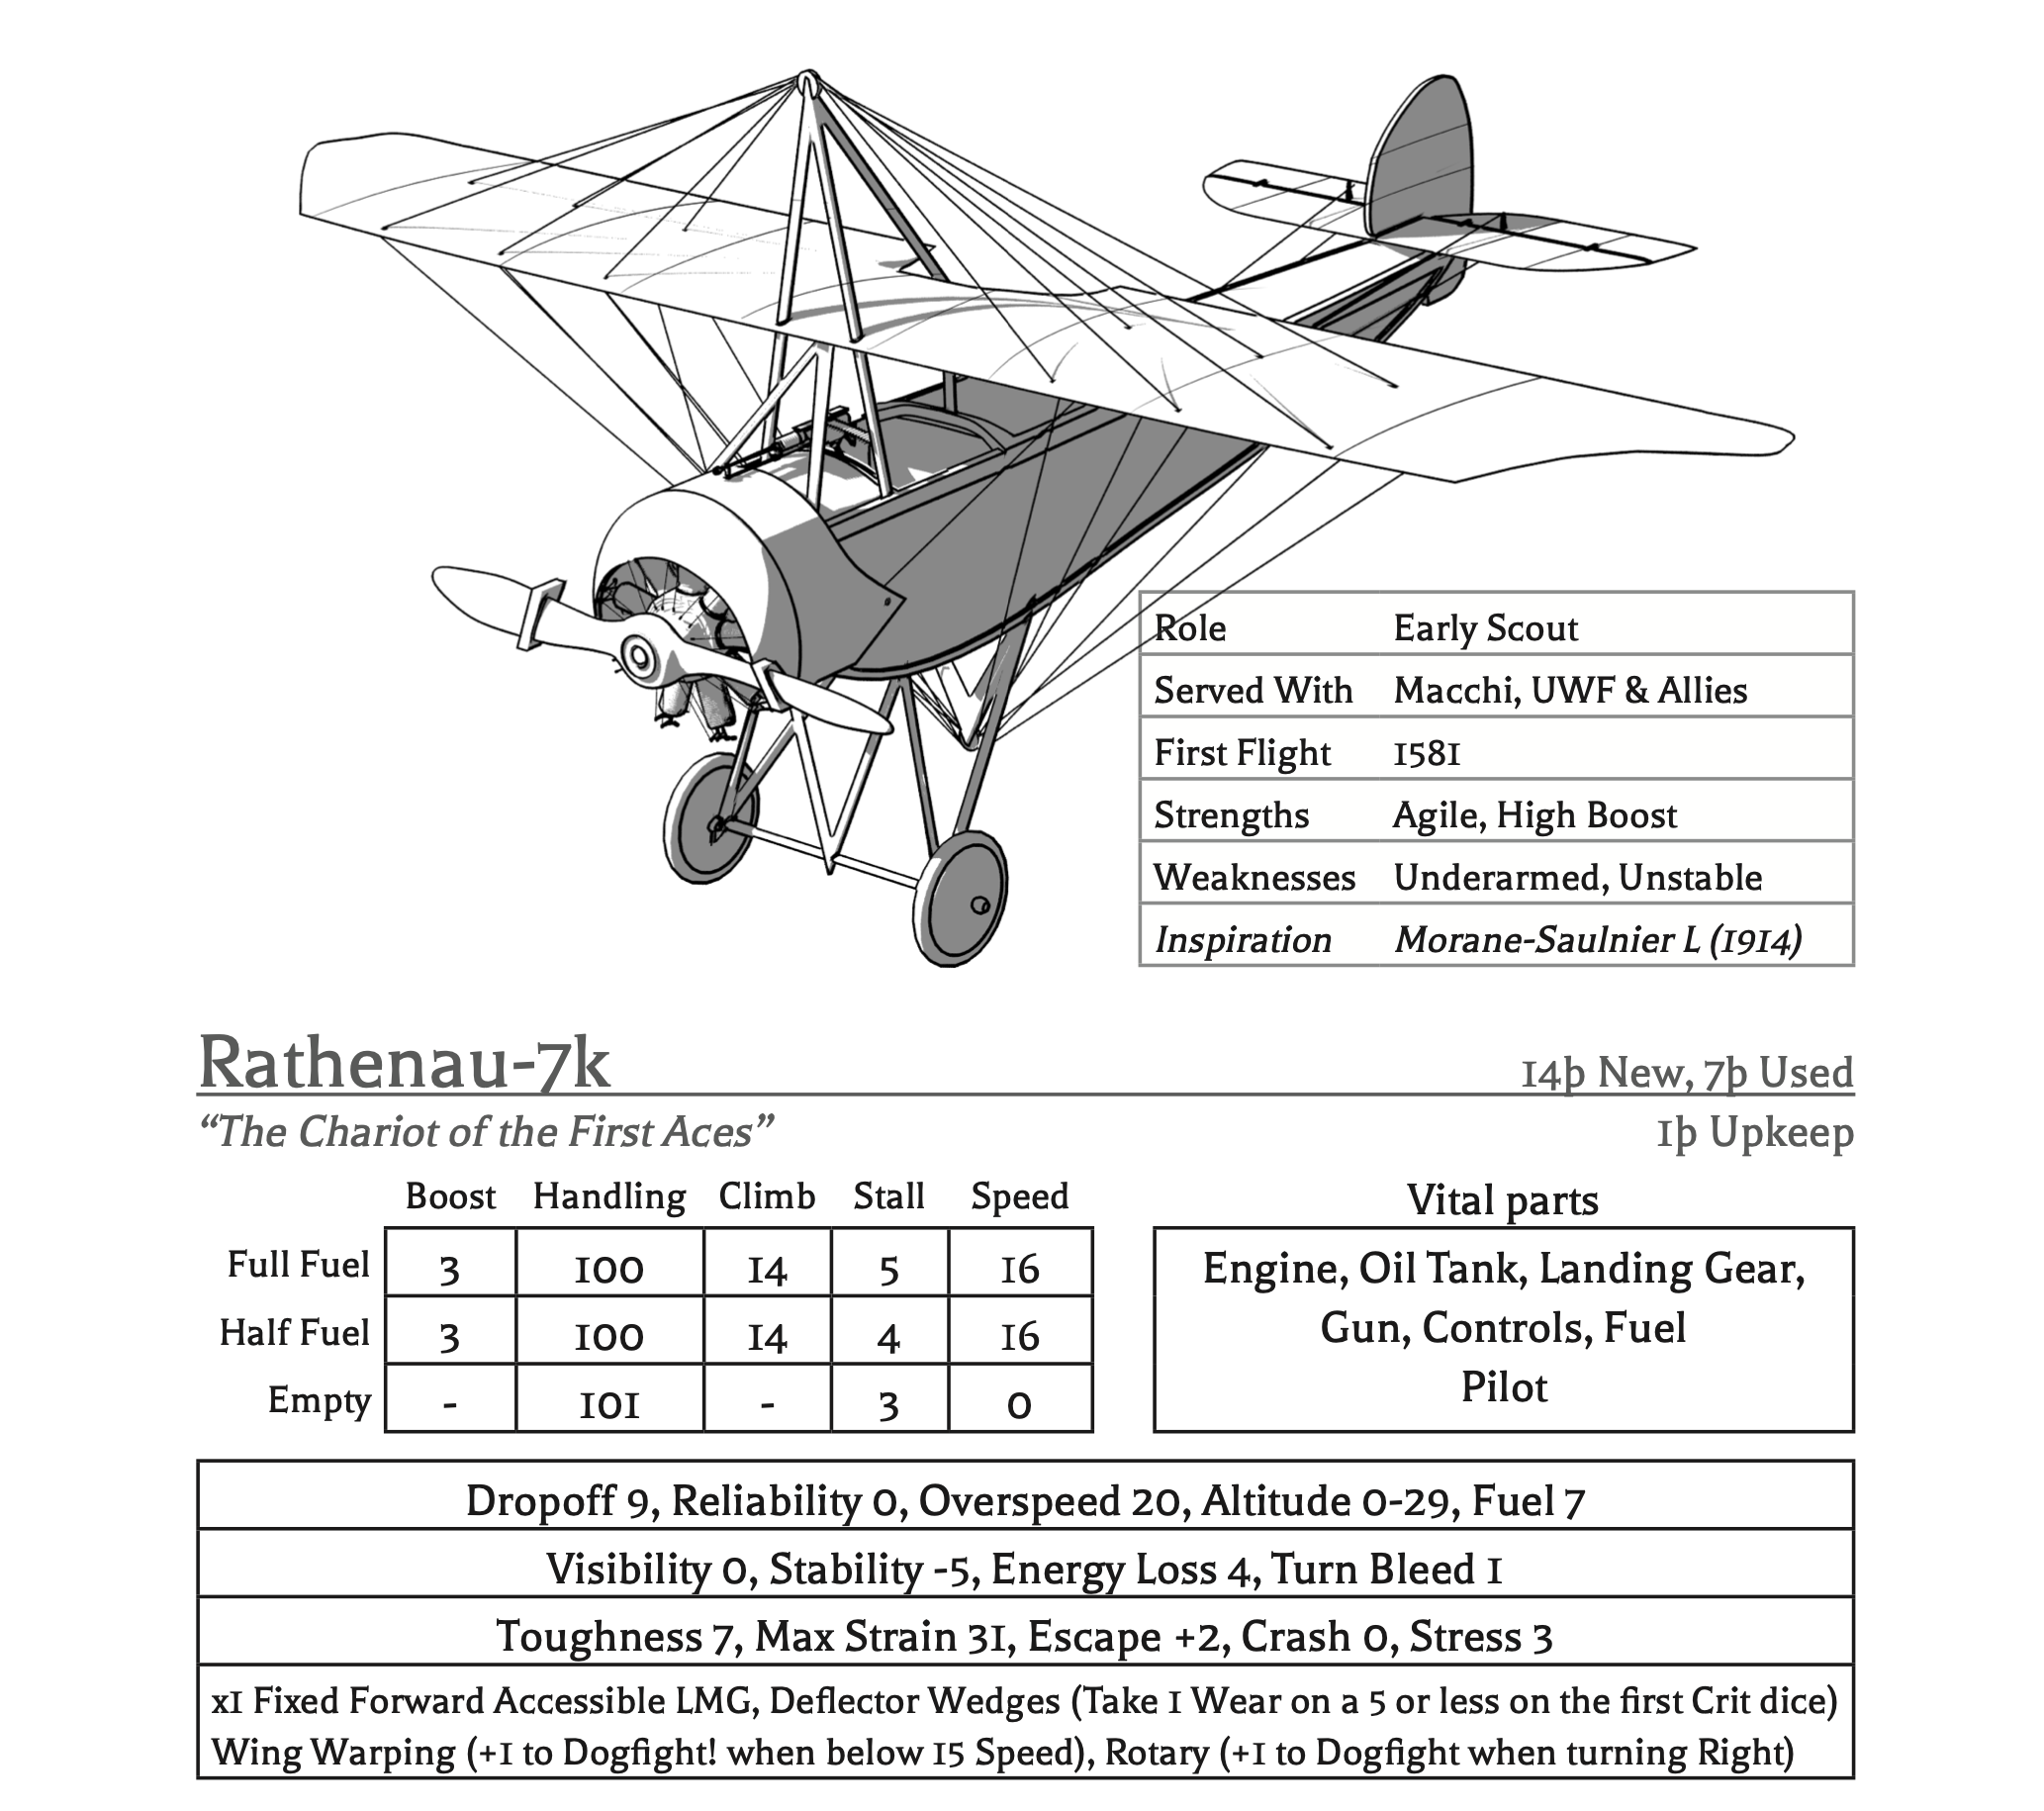 Role Early Scout
Served With Macchi, UWF & Allies
First Flight 1581
Strengths Agile, High Boost
Weaknesses Underarmed, Unstable
Inspiration Morane-Saulnier L (1914)
Rathenau-7k 14þ New, 7þ Used
“The Chariot of the First Aces” 1þ Upkeep
Boost Handling Climb Stall Speed
Full Fuel 3 100 14 5 16
Half Fuel 3 100 14 4 16
Empty - 101 - 3 0
Vital parts
Engine, Oil Tank, Landing Gear,
Gun, Controls, Fuel
Pilot
Dropoff 9, Reliability 0, Overspeed 20, Altitude 0-29, Fuel 7
Visibility 0, Stability -5, Energy Loss 4, Turn Bleed 1
Toughness 7, Max Strain 31, Escape +2, Crash 0, Stress 3
x1 Fixed Forward Accessible LMG, Deflector Wedges (Take 1 Wear on a 5 or less on the first Crit dice)
Wing Warping (+1 to Dogfight! when below 15 Speed), Rotary (+1 to Dogfight when turning Right)